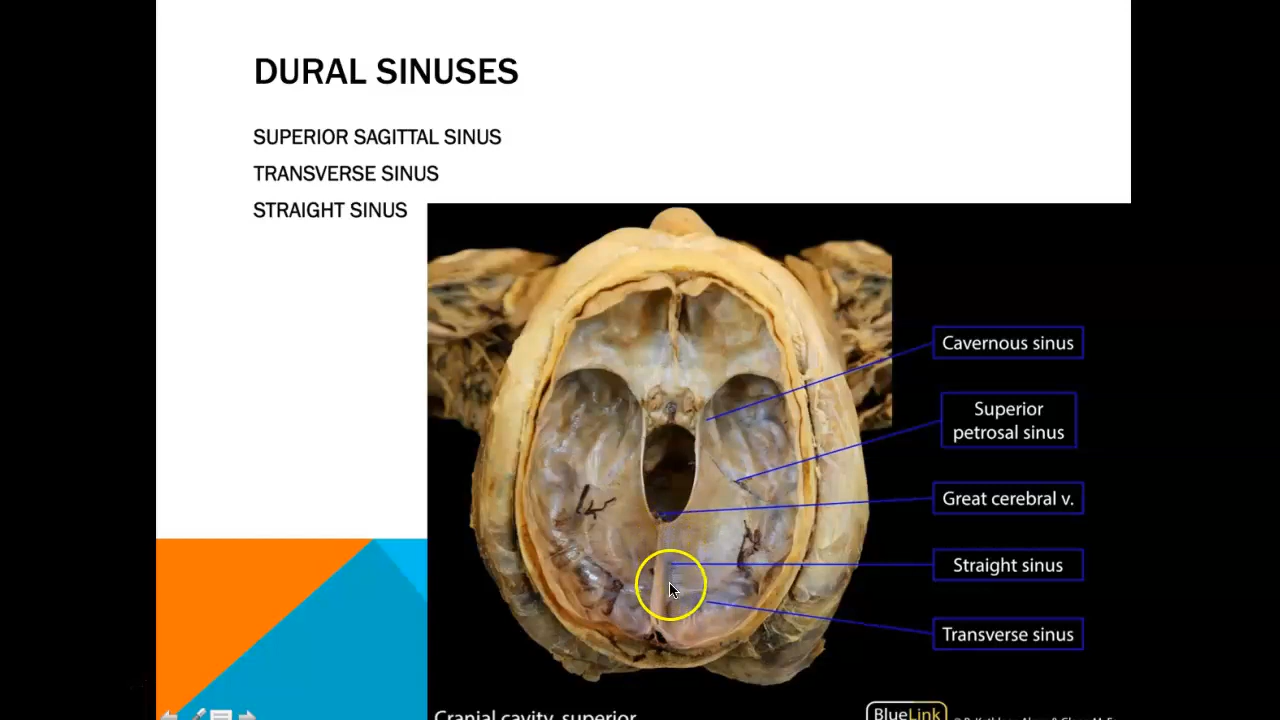 DURAL SINUSES
SUPERIOR SAGITTAL SINUS
TRANSVERSE SINUS
STRAIGHT SINUS
Cavernous sinus
Superior
petrosal sinus
Great cerebral v.
Straight sinus
Transverse sinus
Cranial cavity, superior
BlueLink